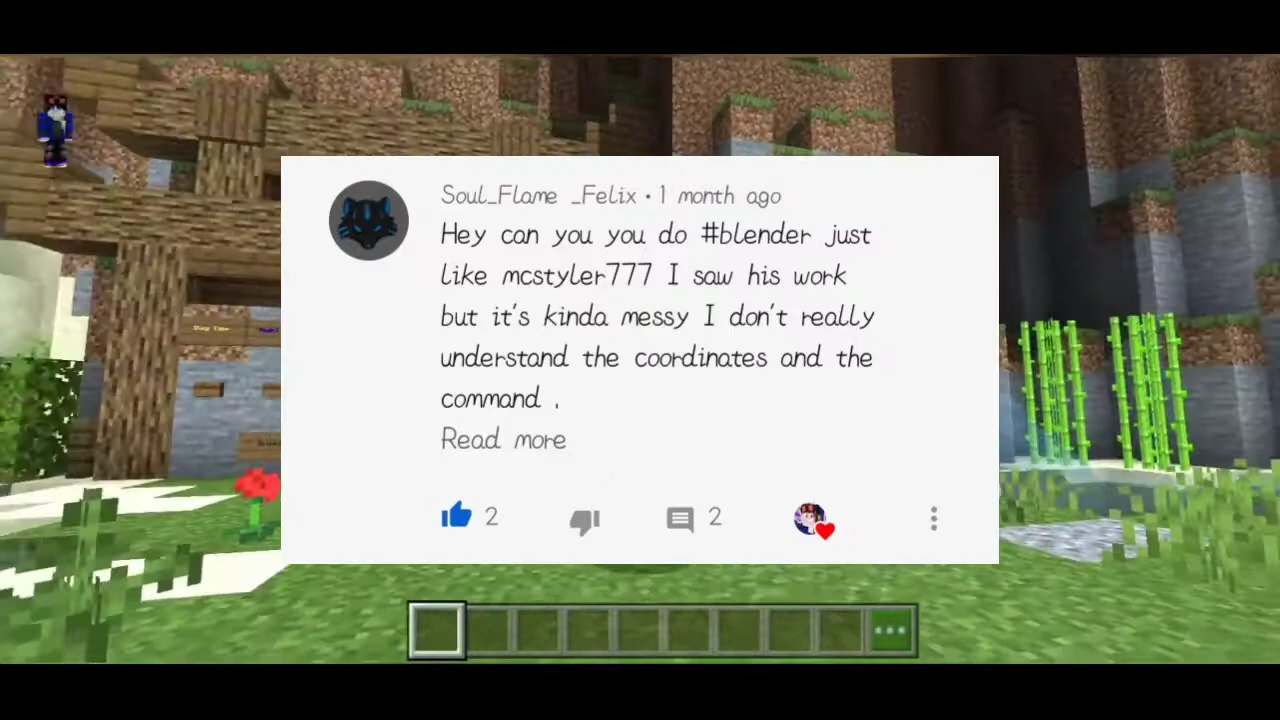 Soul_Flame _Felix • 1 month ago
Hey can you you do #blender just
like mcstyler777 I saw his work
but it's kinda messy I don't really
understand the coordinates and the
command .
Read more
2
2